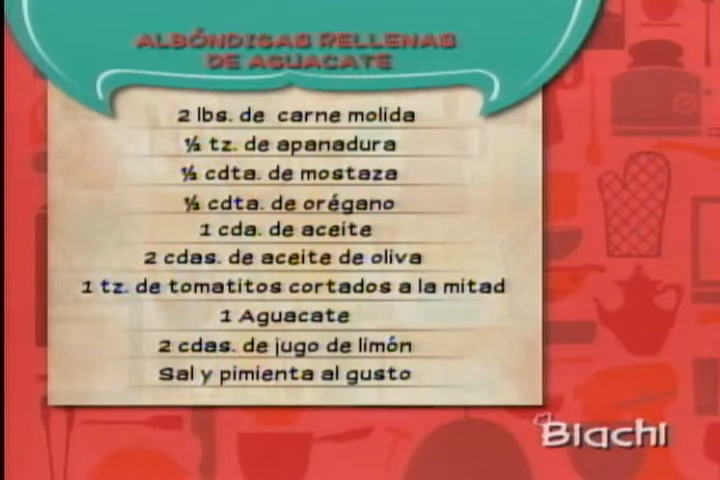 ALBÓNDIGAS RELLENAS
DE AGUACATE
2 lbs. de carne molida
½ tz. de apanadura
½ cdta. de mostaza
½ cdta. de orégano
1 cda. de aceite
2 cdas. de aceite de oliva
1 tz. de tomatitos cortados a la mitad
1 Aguacate
2 cdas. de jugo de limón
Sal y pimienta al gusto
Biachi